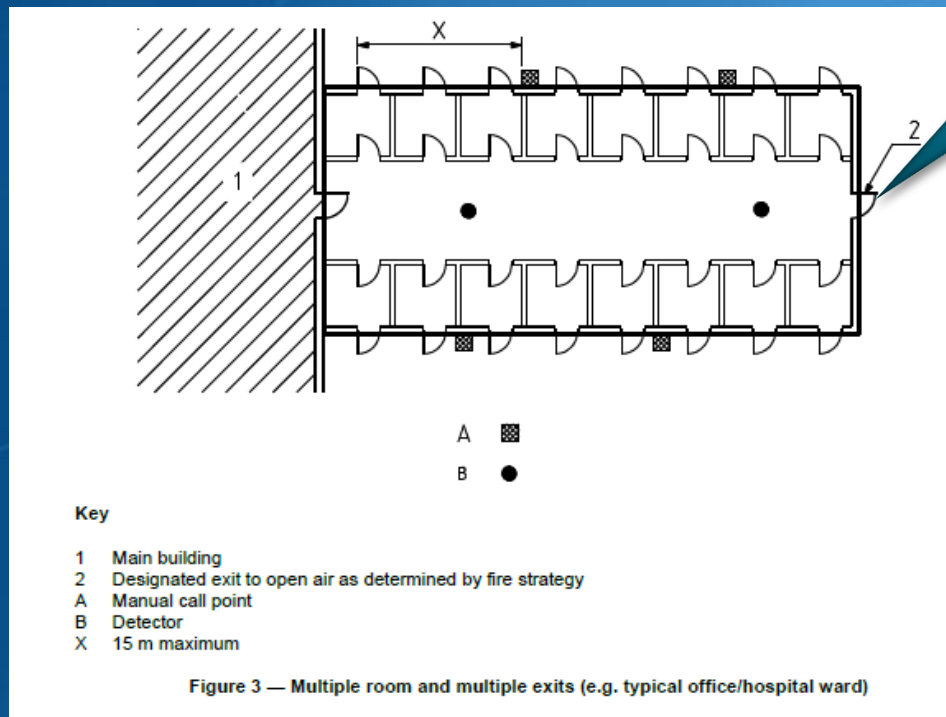 X
2
1
A
B
Key
1 Main building
2 Designated exit to open air as determined by fire strategy
A Manual call point
B Detector
X 15 m maximum
Figure 3 — Multiple room and multiple exits (e.g. typical office/hospital ward)